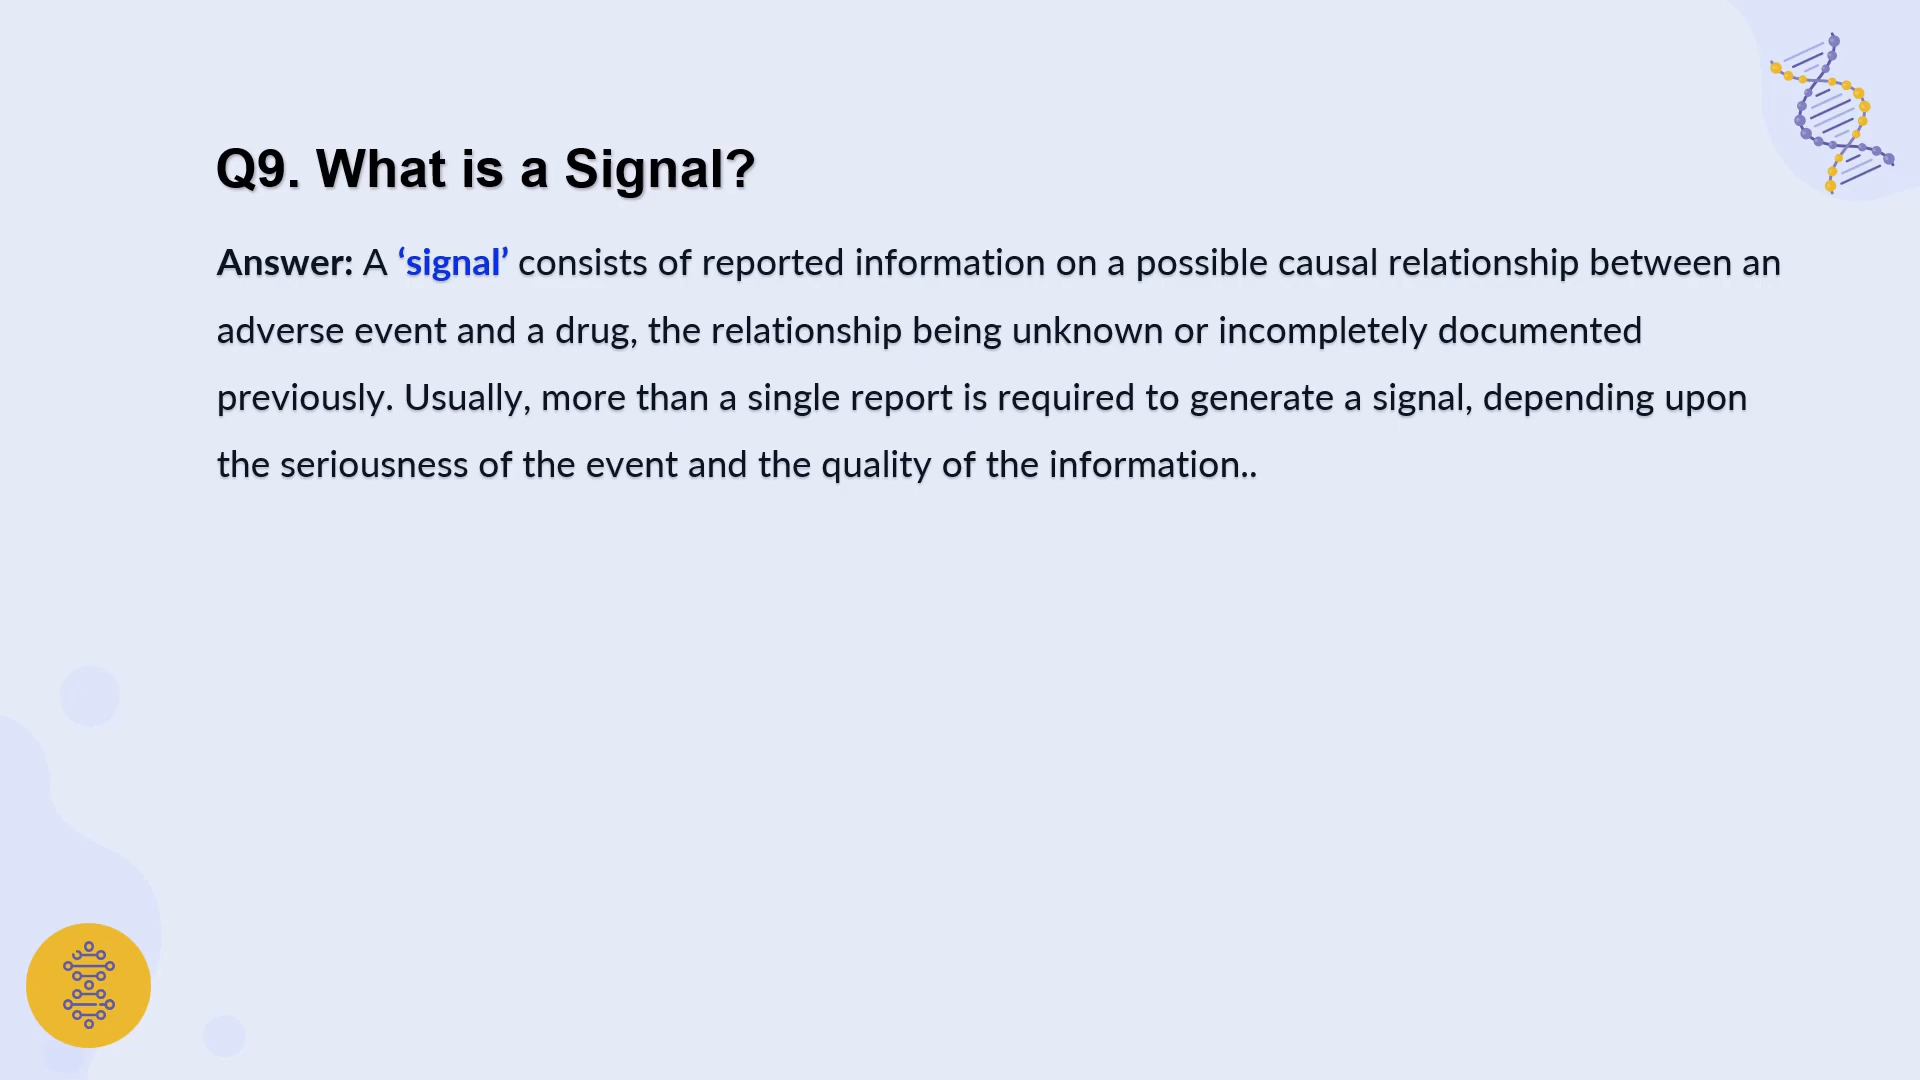 Q9. What is a Signal?
Answer: A ‘signal’ consists of reported information on a possible causal relationship between an
adverse event and a drug, the relationship being unknown or incompletely documented
previously. Usually, more than a single report is required to generate a signal, depending upon
the seriousness of the event and the quality of the information..